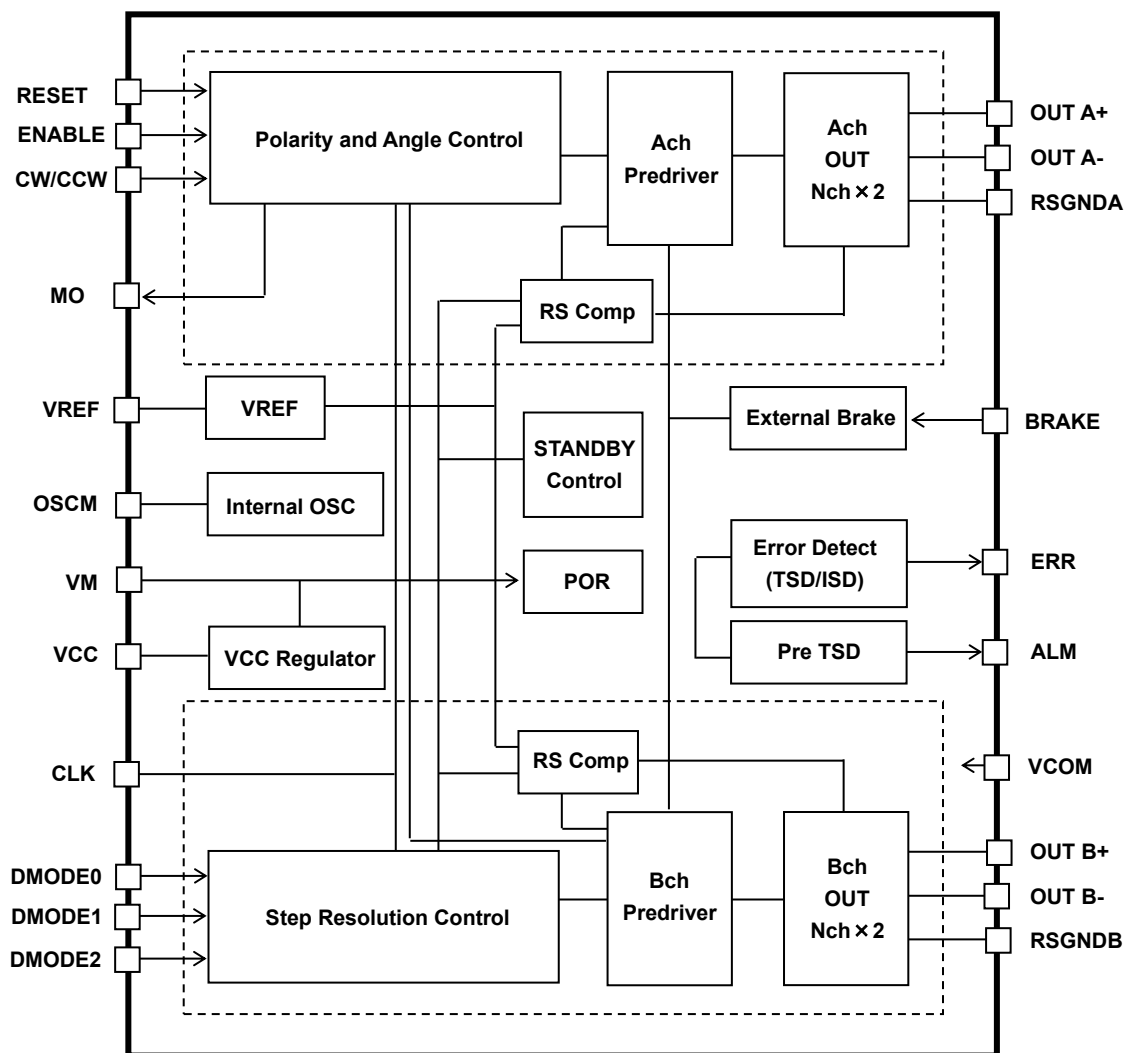 RESET
ENABLE
CW/CCW
MO
VREF
OSCM
VM
VCC
CLK
DMODE0
DMODE1
DMODE2
Polarity and Angle Control
Ach
Predriver
Ach
OUT
Nch × 2
RS Comp
VREF
STANDBY
Control
Internal OSC
POR
VCC Regulator
External Brake
Error Detect
(TSD/ISD)
Pre TSD
RS Comp
Step Resolution Control
Bch
Predriver
Bch
OUT
Nch × 2
OUT A+
OUT A-
RSGNDA
BRAKE
ERR
ALM
VCOM
OUT B+
OUT B-
RSGNDB